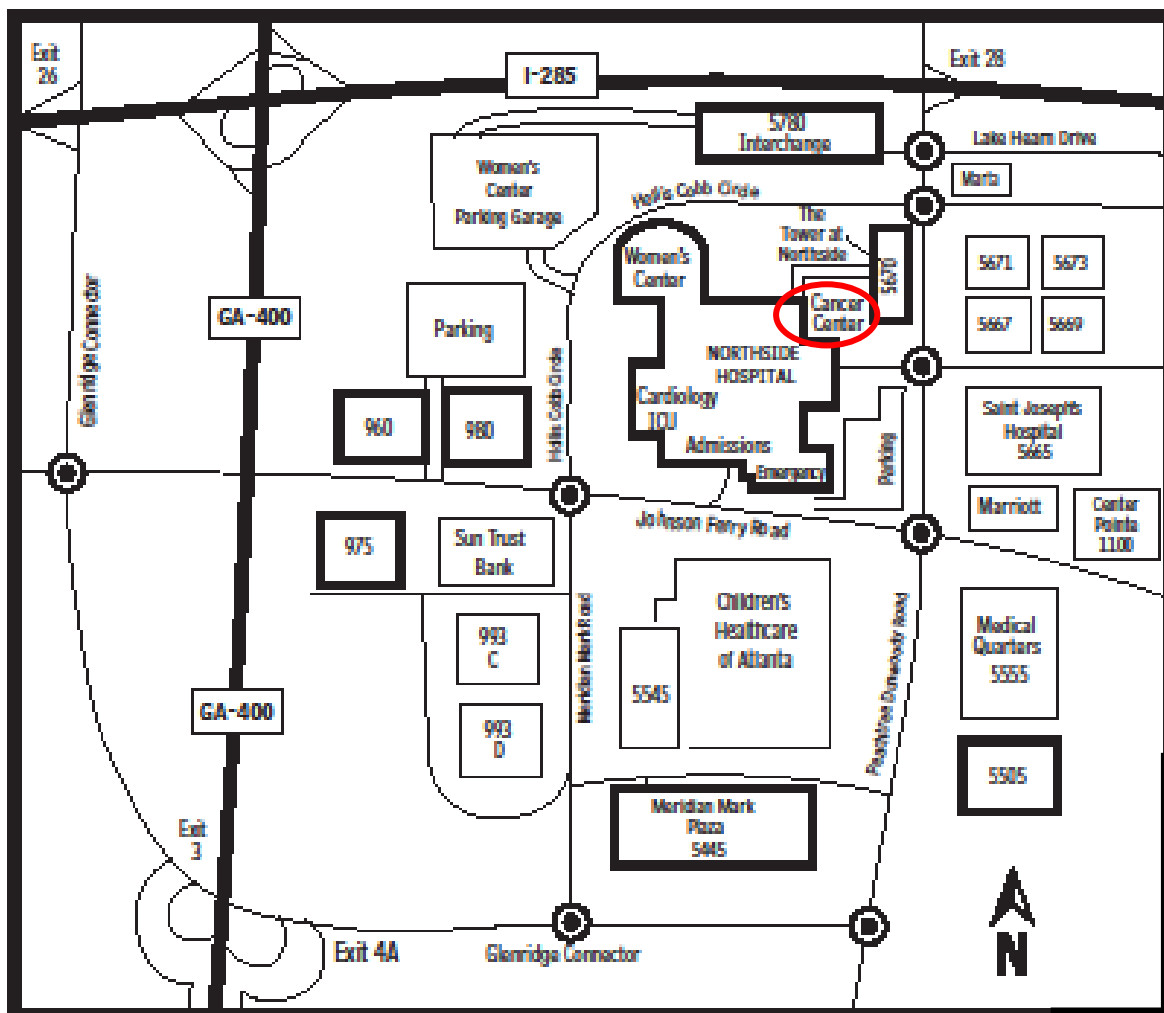 Exit
26
I-285
Exit 28
5780
Interchange
Lake Hearn Drive
Women's
Center
Parking Garage
Marta
Hollis Cobb Circle
The
Tower at
Northside
Women's
Center
5670
5671
5673
Cancer
Center
5667
5669
Glenridge Connector
GA-400
Parking
NORTHSIDE
HOSPITAL
Hollis Cobb Circle
Cardiology
ICU
960
980
Admissions
Emergency
Parking
Saint Joseph's
Hospital
5665
Marriott
Center
Pointe
1100
Johnson Ferry Road
975
Sun Trust
Bank
Children's
Healthcare
of Atlanta
993
C
Meridian Mark Road
5545
Peachtree Dunwoody Road
Medical
Quarters
5555
GA-400
993
D
5505
Meridian Mark
Plaza
5445
Exit
3
Exit 4A
Glenridge Connector
N